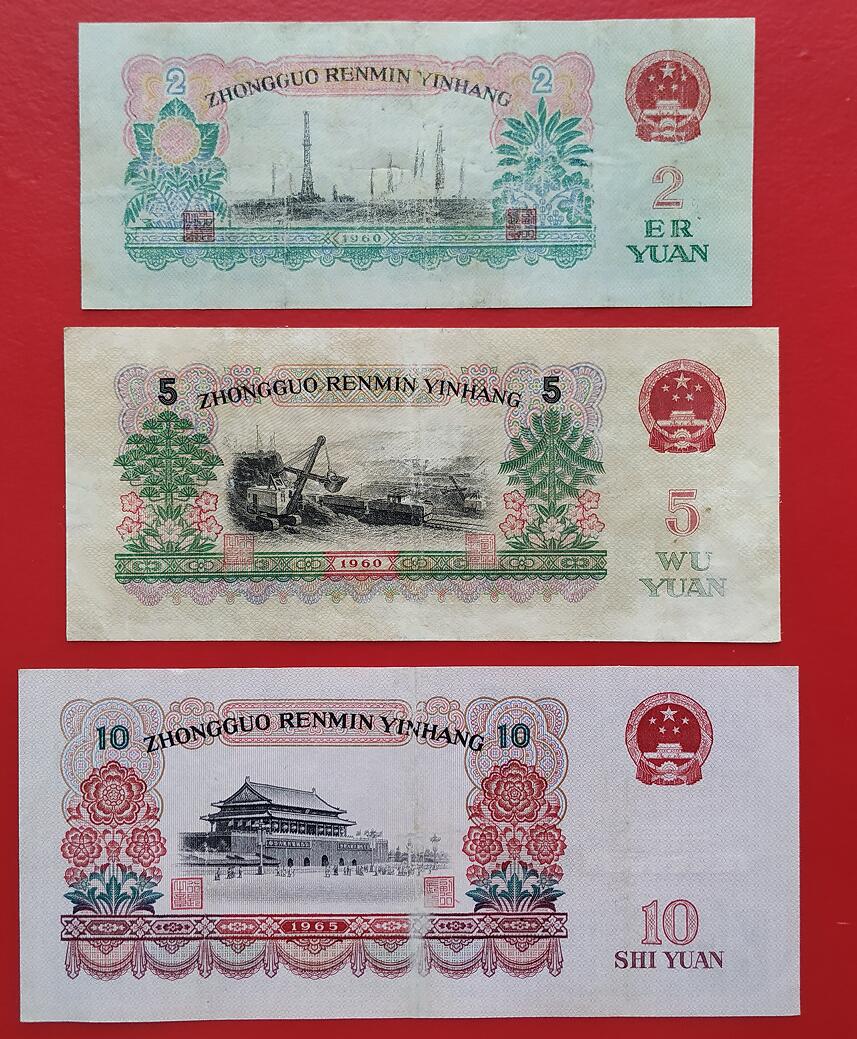 2 ZHONGGUO RENMIN YINHANG 2
2
ER
YUAN
1960
5 ZHONGGUO RENMIN YINHANG 5
5
WU
YUAN
1960
10 ZHONGGUO RENMIN YINHANG 10
10
SHI YUAN
1965